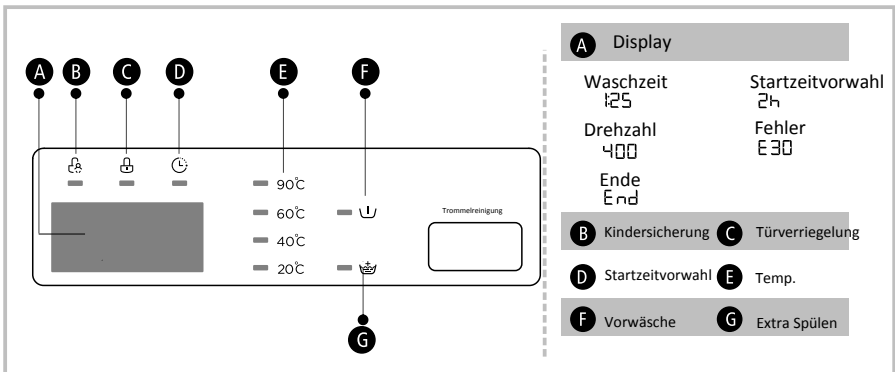 A B C D E F
90℃
60℃
40℃
20℃
Trommelreinigung
G
A Display
Waschzeit Startzeitvorwahl
1:25 2h
Drehzahl Fehler
400 E30
Ende
End
B Kindersicherung C Türverriegelung
D Startzeitvorwahl E Temp.
F Vorwäsche G Extra Spülen